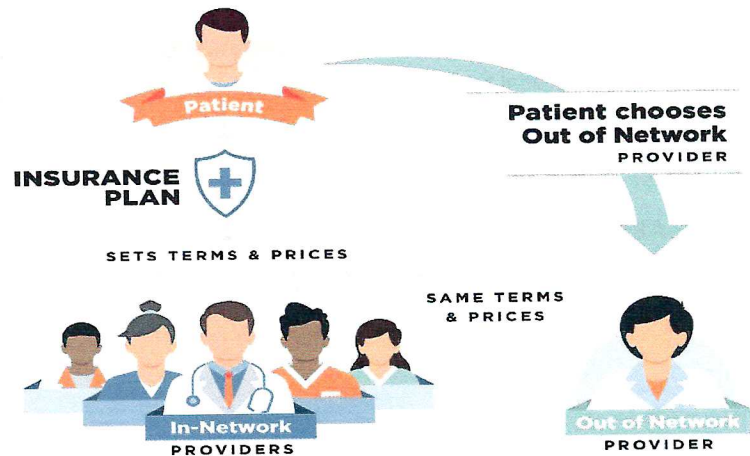 Patient
Patient chooses
Out of Network
PROVIDER
INSURANCE
PLAN
SETS TERMS & PRICES
SAME TERMS
& PRICES
In-Network
PROVIDERS
Out of Network
PROVIDER